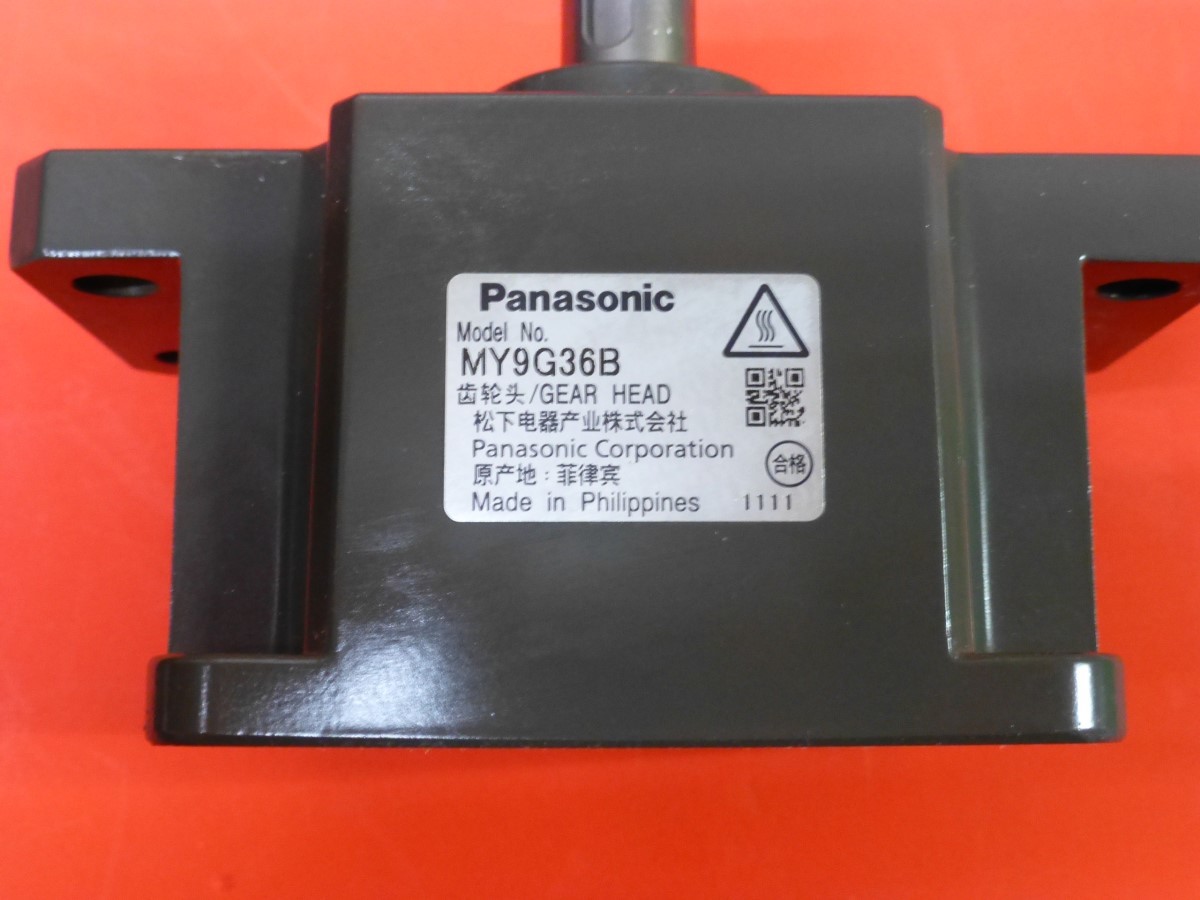 Panasonic
Model No.
MY9G36B
齿轮头/GEAR HEAD
松下电器产业株式会社
Panasonic Corporation
合格
原产地：菲律宾
Made in Philippines 1111